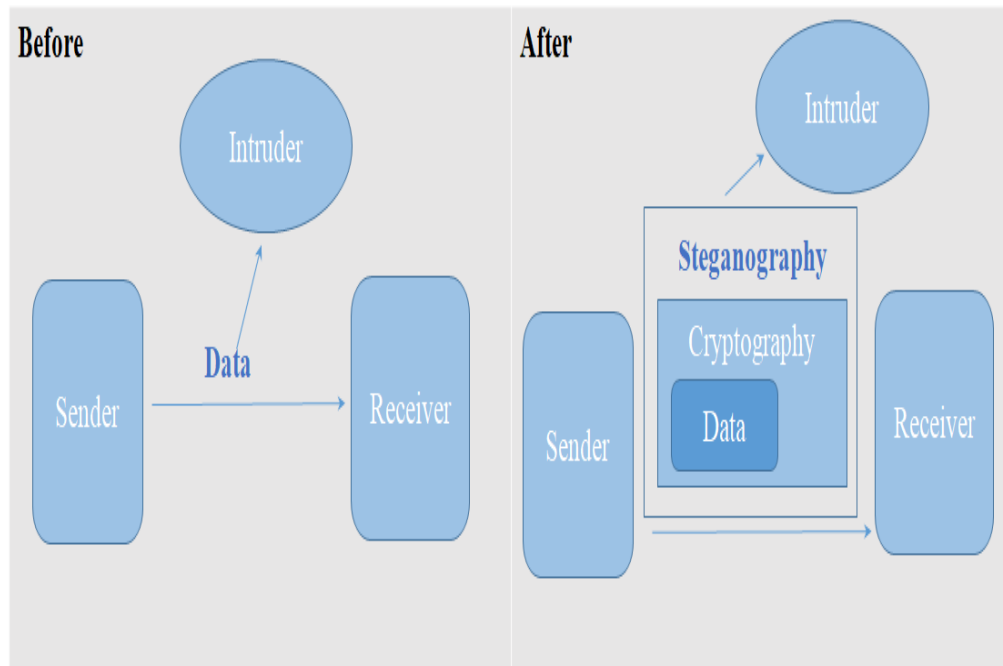 Before
Intruder
Data
Sender
Receiver
After
Intruder
Steganography
Cryptography
Data
Sender
Receiver